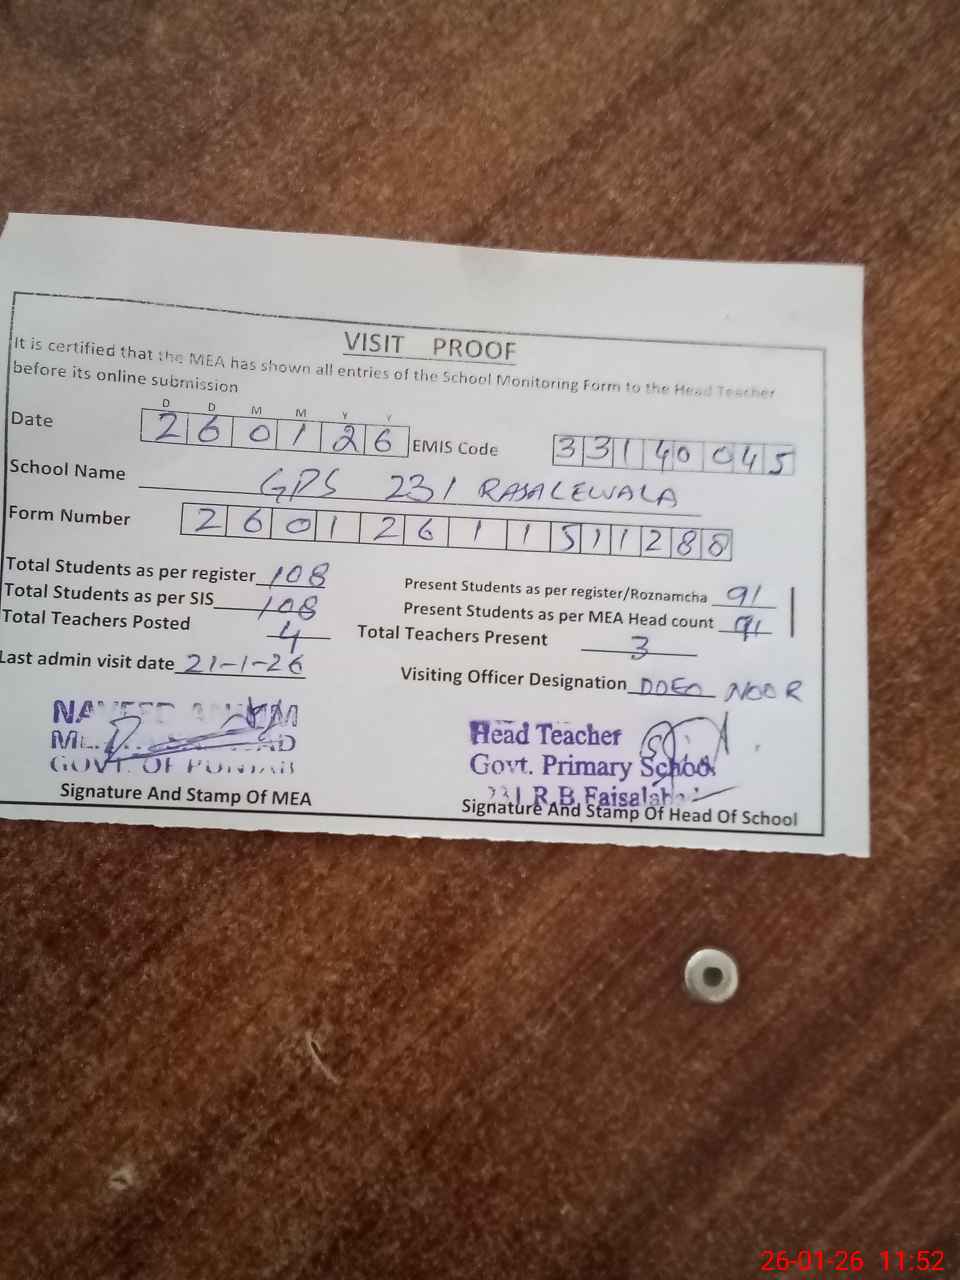 VISIT PROOF
It is certified that the MEA has shown all entries of the School Monitoring Form to the Head Teacher
before its online submission
D D M M Y Y
Date 2 6 0 1 2 6 EMIS Code 3 3 1 4 0 0 4 5
School Name GPS 231 RASALEWALA
Form Number 2 6 0 1 2 6 1 1 5 1 1 2 8 8
Total Students as per register 108 Present Students as per register/Roznamcha 91
Total Students as per SIS 108 Present Students as per MEA Head count 91
Total Teachers Posted 4 Total Teachers Present 3
Last admin visit date 21-1-26 Visiting Officer Designation DDEO NOOR
NAVEED
GOVT. OF PUNJAB
Signature And Stamp Of MEA
Head Teacher
Govt. Primary School
231 R.B Faisalabad
Signature And Stamp Of Head Of School
26-01-26 11:52